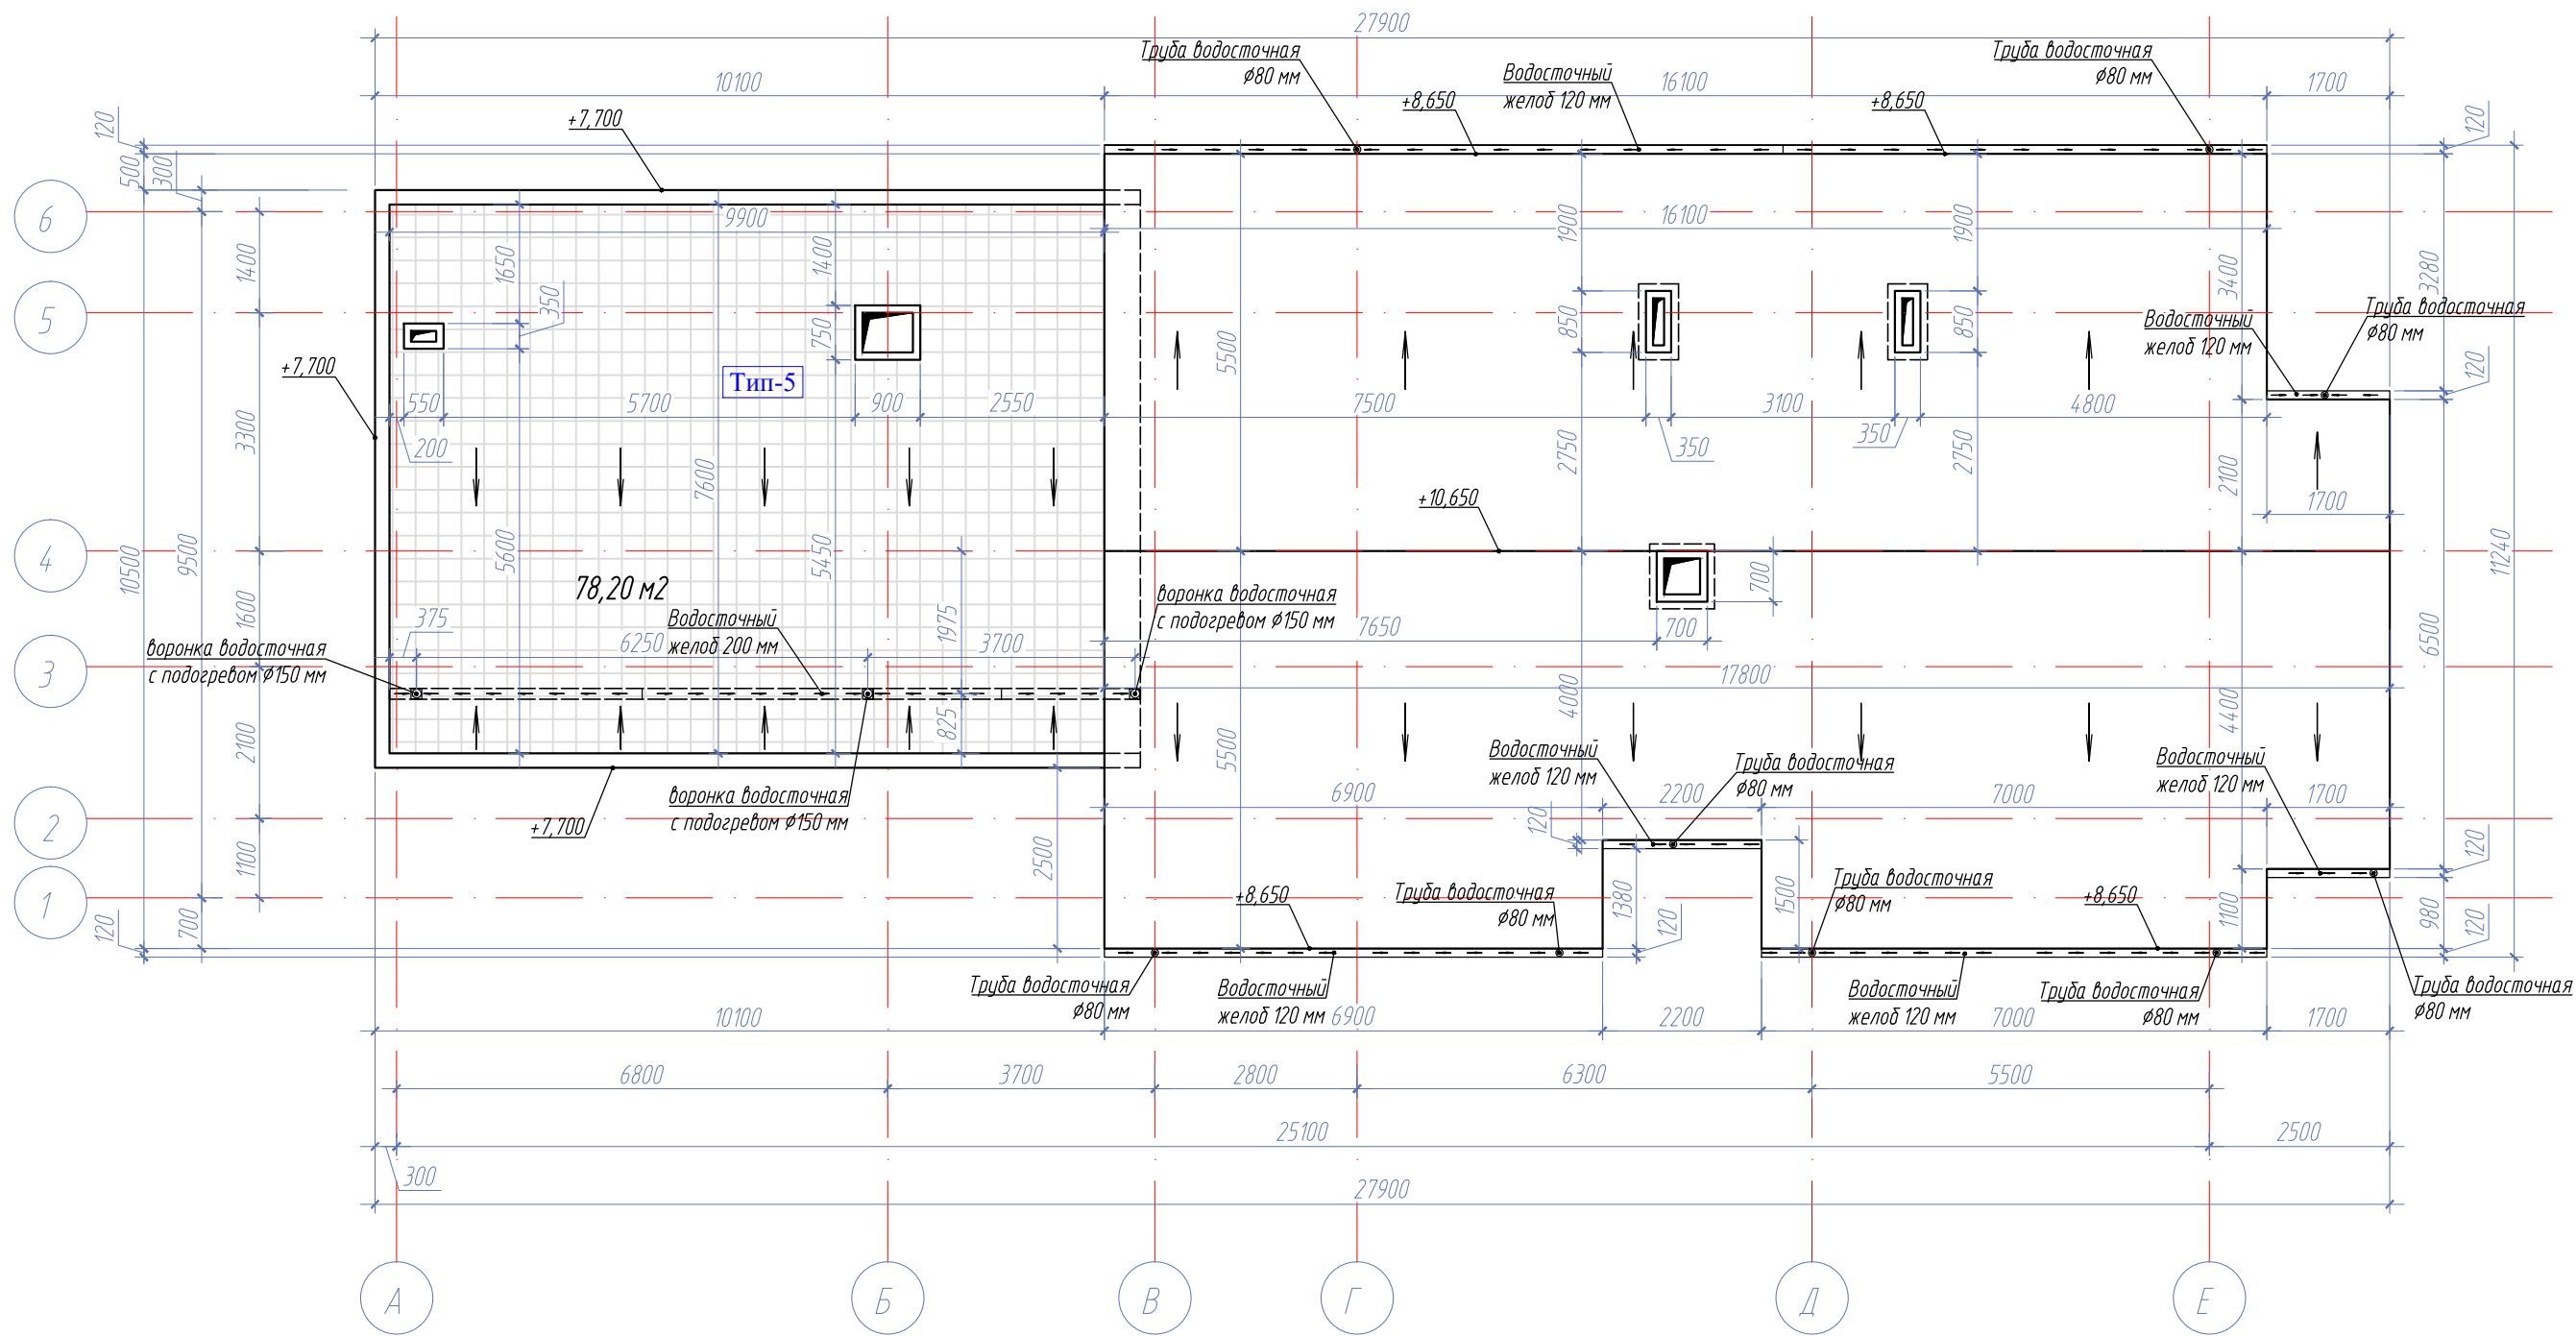 27900
Труба водосточная
Ø80 мм
Водосточный
желоб 120 мм
Труба водосточная
Ø80 мм
10100
16100
1700
+8,650
+8,650
+7,700
120
500
300
120
6
9900
16100
1400
1650
1400
1900
1900
3400
3280
11240
5
350
750
850
850
5500
Водосточный
желоб 120 мм
Труба водосточная
Ø80 мм
120
+7,700
Тип-5
550
5700
900
2550
7500
3100
4800
200
350
350
3300
7600
2750
2750
2100
1700
+10,650
4
10500
9500
5600
5450
78,20 м2
700
1600
375
6250
Водосточный
желоб 200 мм
1975
3700
воронка водосточная
с подогревом Ø150 мм
7650
700
6500
3
воронка водосточная
с подогревом Ø150 мм
17800
4000
4400
2100
825
5500
Водосточный
желоб 120 мм
Труба водосточная
Ø80 мм
Водосточный
желоб 120 мм
воронка водосточная
с подогревом Ø150 мм
+7,700
6900
2200
7000
1700
2
120
120
1100
2500
1
700
120
+8,650
Труба водосточная
Ø80 мм
1380
120
1500
Труба водосточная
Ø80 мм
+8,650
1100
980
120
Труба водосточная
Ø80 мм
Водосточный
желоб 120 мм
Водосточный
желоб 120 мм
Труба водосточная
Ø80 мм
Труба водосточная
Ø80 мм
10100
6900
2200
7000
1700
6800
3700
2800
6300
5500
25100
2500
300
27900
А
Б
В
Г
Д
Е